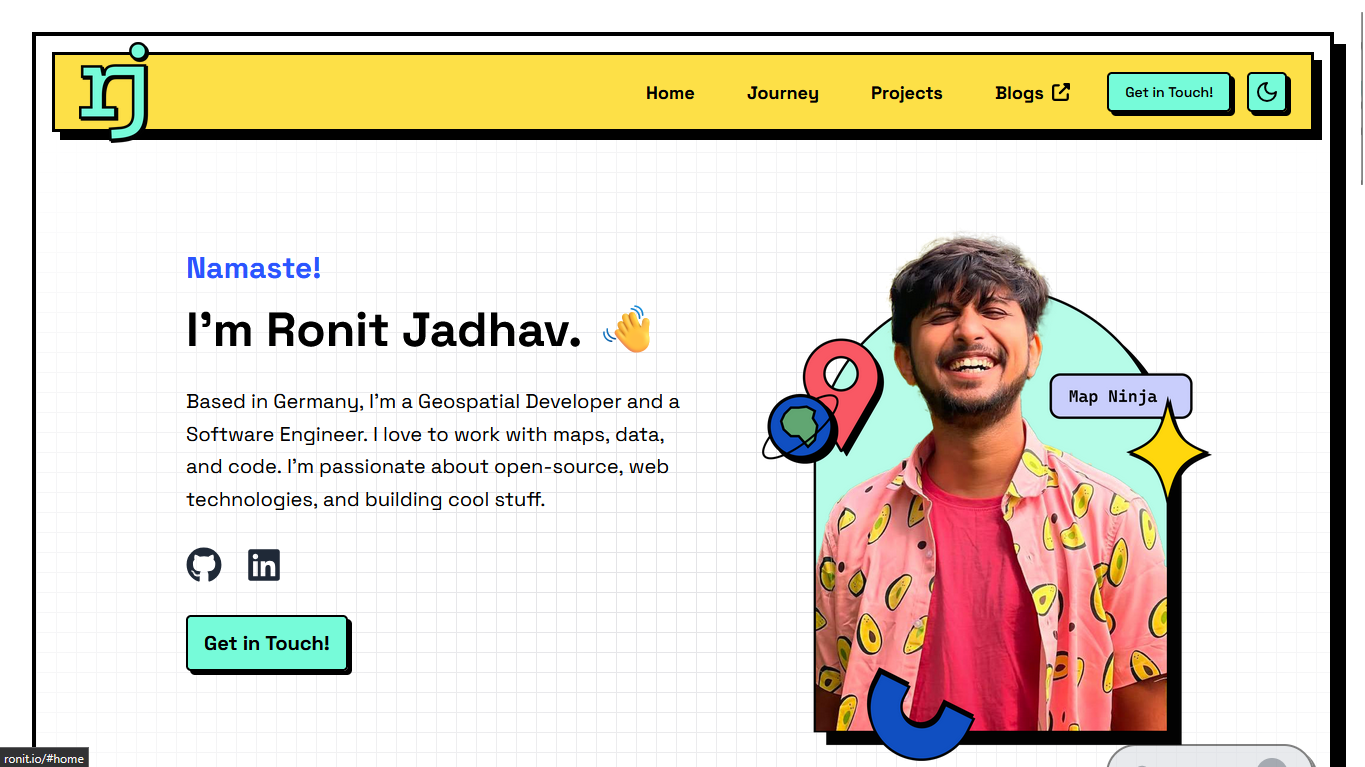 rj
Home Journey Projects Blogs Get in Touch!
Namaste!
I'm Ronit Jadhav. 👋
Based in Germany, I'm a Geospatial Developer and a
Software Engineer. I love to work with maps, data,
and code. I'm passionate about open-source, web
technologies, and building cool stuff.
in
Get in Touch!
Map Ninja
ronit.io/#home